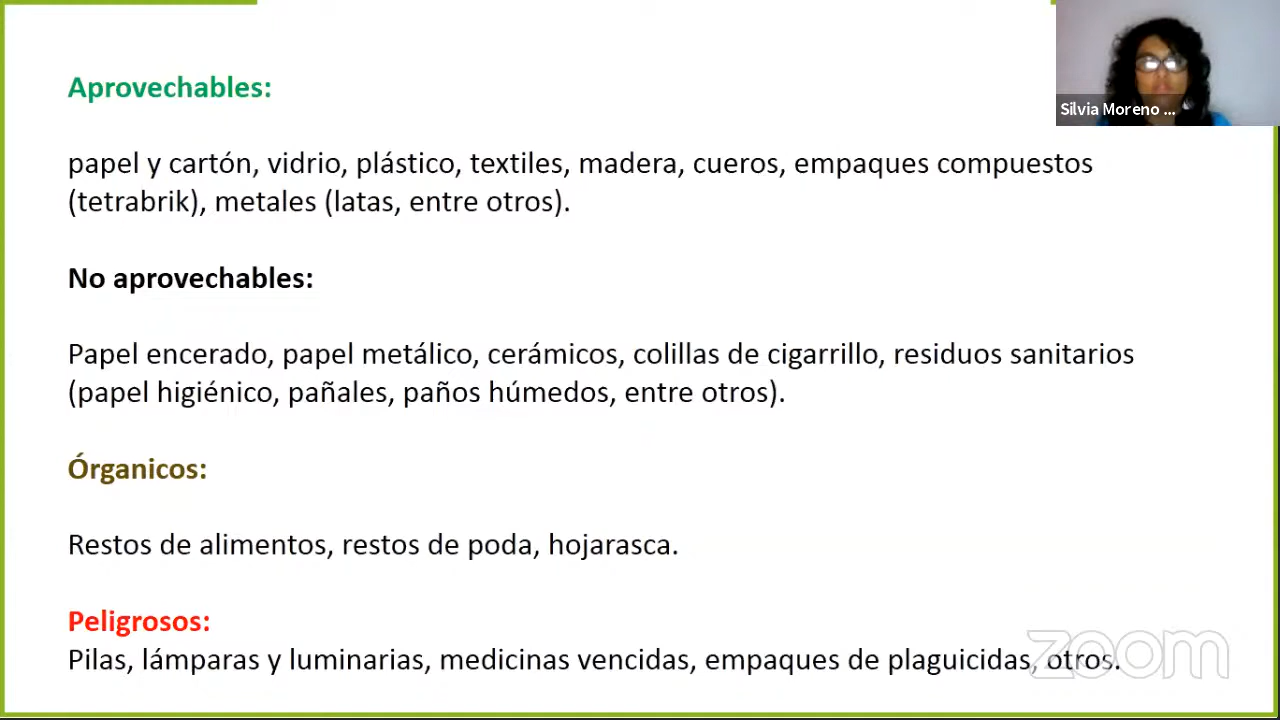 Aprovechables:
Silvia Moreno ...
papel y cartón, vidrio, plástico, textiles, madera, cueros, empaques compuestos
(tetrabrik), metales (latas, entre otros).
No aprovechables:
Papel encerado, papel metálico, cerámicos, colillas de cigarrillo, residuos sanitarios
(papel higiénico, pañales, paños húmedos, entre otros).
Órganicos:
Restos de alimentos, restos de poda, hojarasca.
Peligrosos:
Pilas, lámparas y luminarias, medicinas vencidas, empaques de plaguicidas, otros.
zoom